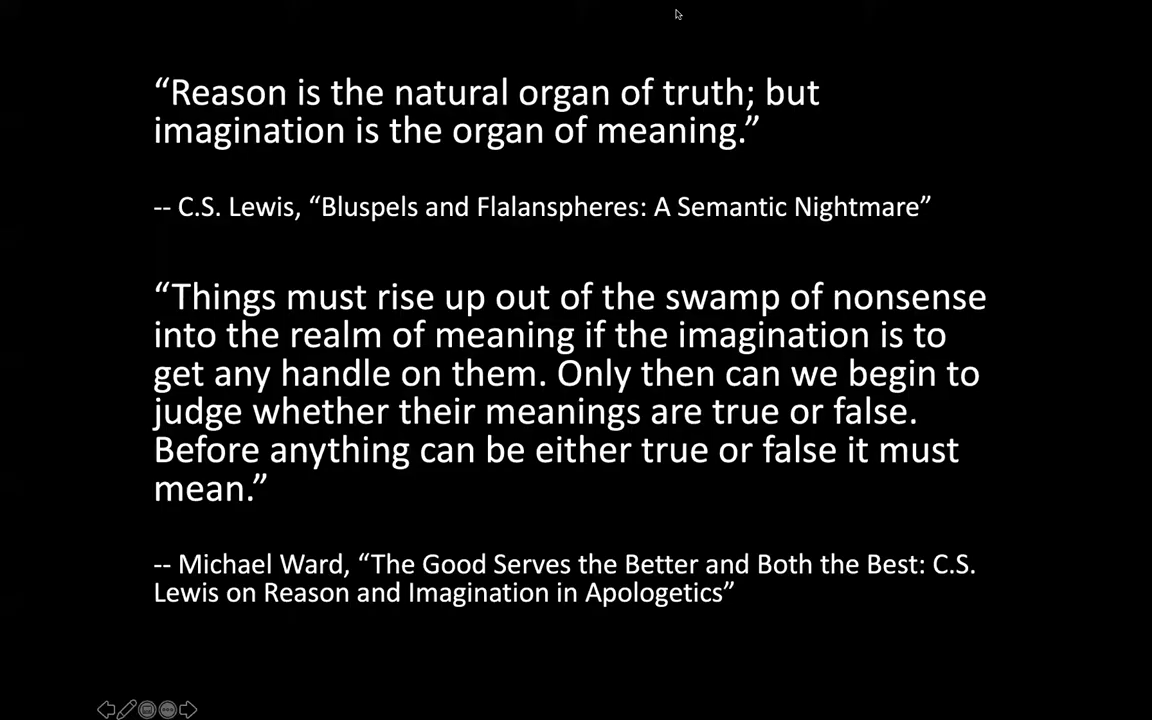 “Reason is the natural organ of truth; but
imagination is the organ of meaning.”
-- C.S. Lewis, “Bluspels and Flalanspheres: A Semantic Nightmare”
“Things must rise up out of the swamp of nonsense
into the realm of meaning if the imagination is to
get any handle on them. Only then can we begin to
judge whether their meanings are true or false.
Before anything can be either true or false it must
mean.”
-- Michael Ward, “The Good Serves the Better and Both the Best: C.S.
Lewis on Reason and Imagination in Apologetics”